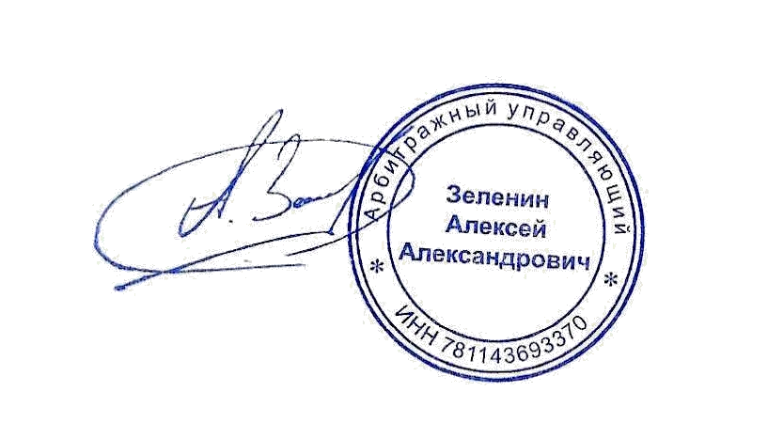 Арбитражный управляющий
Зеленин
Алексей
Александрович
ИНН 781143693370